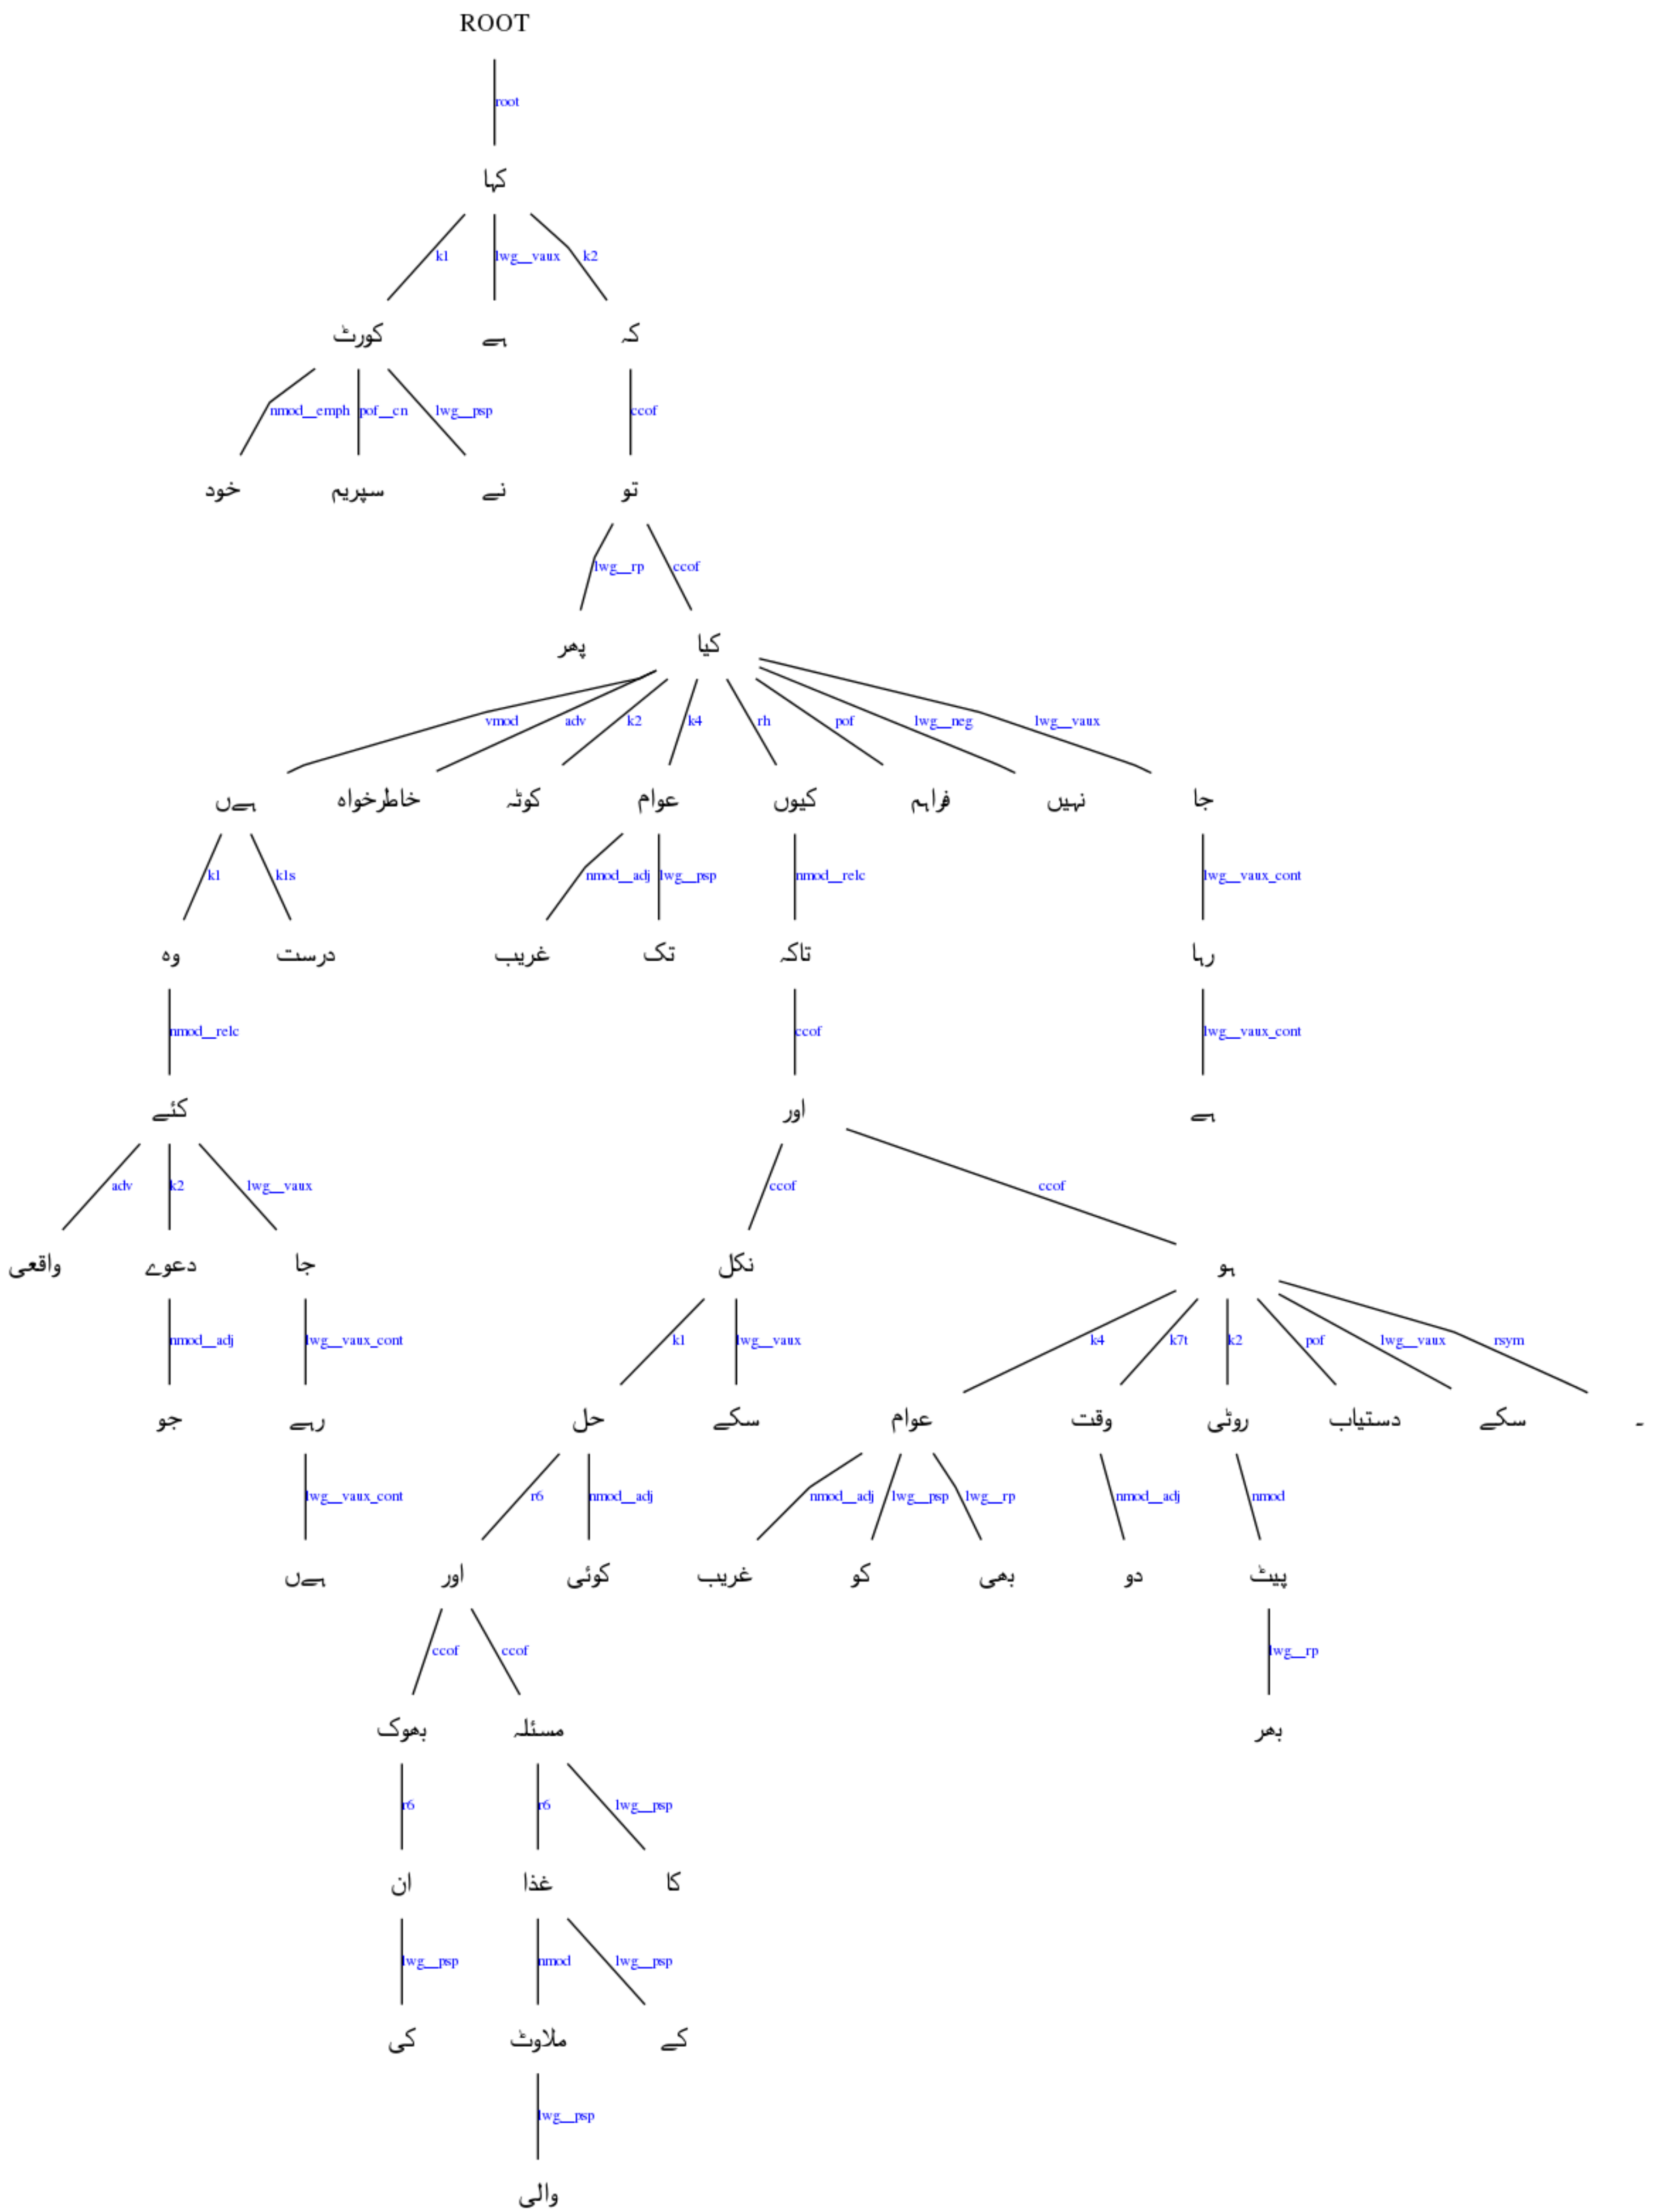 ROOT
root
کہا
k1 lwg__vaux k2
کورٹ ہے کہ
nmod__emph pof__cn lwg__psp ccof
خود سپریم نے تو
lwg__rp ccof
پھر کیا
vmod adv k2 k4 rh pof lwg__neg lwg__vaux
ہےں خاطرخواہ کوٹہ عوام کیوں فراہم نہیں جا
k1 k1s nmod__adj lwg__psp nmod__relc lwg__vaux_cont
وہ درست غریب تک تاکہ رہا
nmod__relc ccof lwg__vaux_cont
کئے اور ہے
adv k2 lwg__vaux ccof ccof
واقعی دعوے جا نکل ہو
nmod__adj lwg__vaux_cont k1 lwg__vaux k4 k7t k2 pof lwg__vaux rsym
جو رہے حل سکے عوام وقت روٹی دستیاب سکے ۔
lwg__vaux_cont r6 nmod__adj nmod__adj lwg__psp lwg__rp nmod__adj nmod
ہےں اور کوئی غریب کو بھی دو پیٹ
ccof ccof lwg__rp
بھوک مسئلہ بھر
r6 r6 lwg__psp
ان غذا کا
lwg__psp nmod lwg__psp
کی ملاوٹ کے
lwg__psp
والی